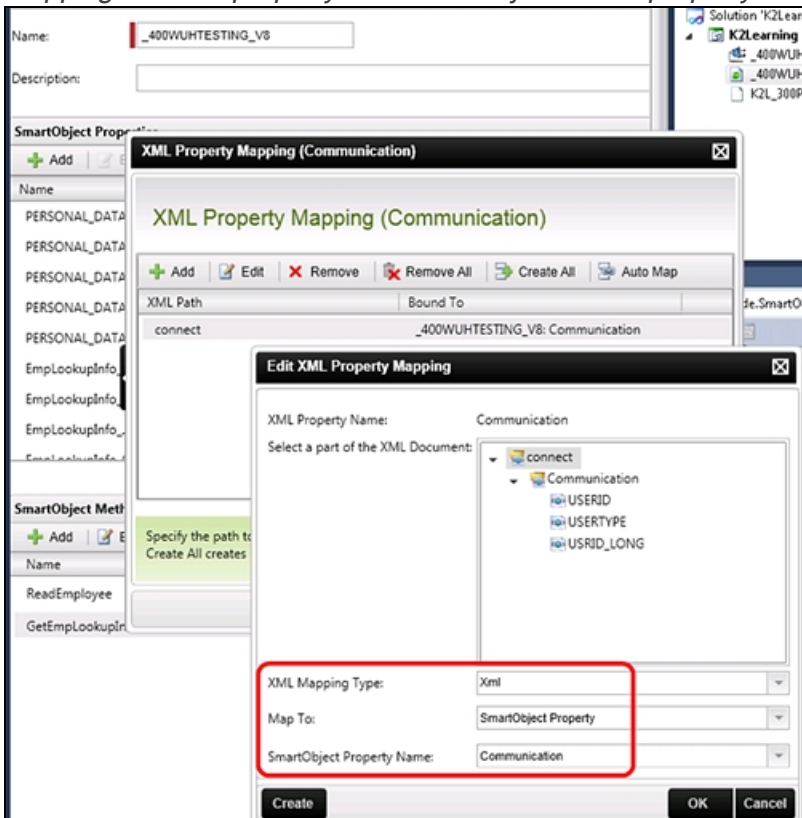 Name: _400WUHTESTING_V8
Description:
Solution 'K2Lear
K2Learning
_400WUH
_400WUH
K2L_300P
SmartObject Prope
Add
Name
PERSONAL_DATA
PERSONAL_DATA
PERSONAL_DATA
PERSONAL_DATA
PERSONAL_DATA
EmpLookupInfo_
EmpLookupInfo_
EmpLookupInfo_
SmartObject Meth
Add E
Name
ReadEmployee
GetEmpLookupIn
de.SmartO
XML Property Mapping (Communication)
XML Property Mapping (Communication)
Add Edit Remove Remove All Create All Auto Map
XML Path Bound To
connect _400WUHTESTING_V8: Communication
Specify the path to
Create All creates
Edit XML Property Mapping
XML Property Name: Communication
Select a part of the XML Document:
connect
Communication
USERID
USERTYPE
USRID_LONG
XML Mapping Type: Xml
Map To: SmartObject Property
SmartObject Property Name: Communication
Create OK Cancel